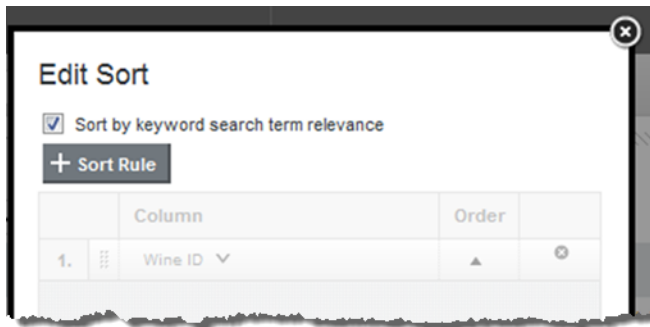 Edit Sort
Sort by keyword search term relevance
+ Sort Rule
Column Order
1. Wine ID